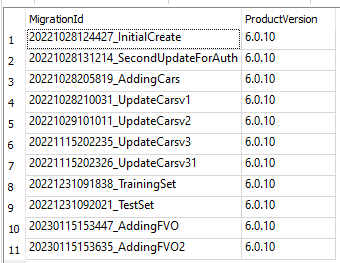 MigrationId ProductVersion
1 20221028124427_InitialCreate 6.0.10
2 20221028131214_SecondUpdateForAuth 6.0.10
3 20221028205819_AddingCars 6.0.10
4 20221028210031_UpdateCarsv1 6.0.10
5 20221029101011_UpdateCarsv2 6.0.10
6 20221115202235_UpdateCarsv3 6.0.10
7 20221115202326_UpdateCarsv31 6.0.10
8 20221231091838_TrainingSet 6.0.10
9 20221231092021_TestSet 6.0.10
10 20230115153447_AddingFVO 6.0.10
11 20230115153635_AddingFVO2 6.0.10